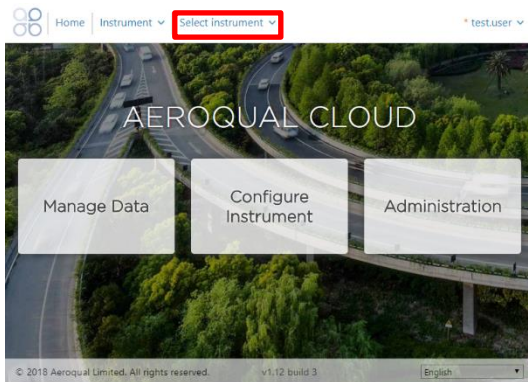 Home Instrument Select instrument * test.user
AEROQUAL CLOUD
Manage Data
Configure
Instrument
Administration
© 2018 Aeroqual Limited. All rights reserved. v1.12 build 3 English